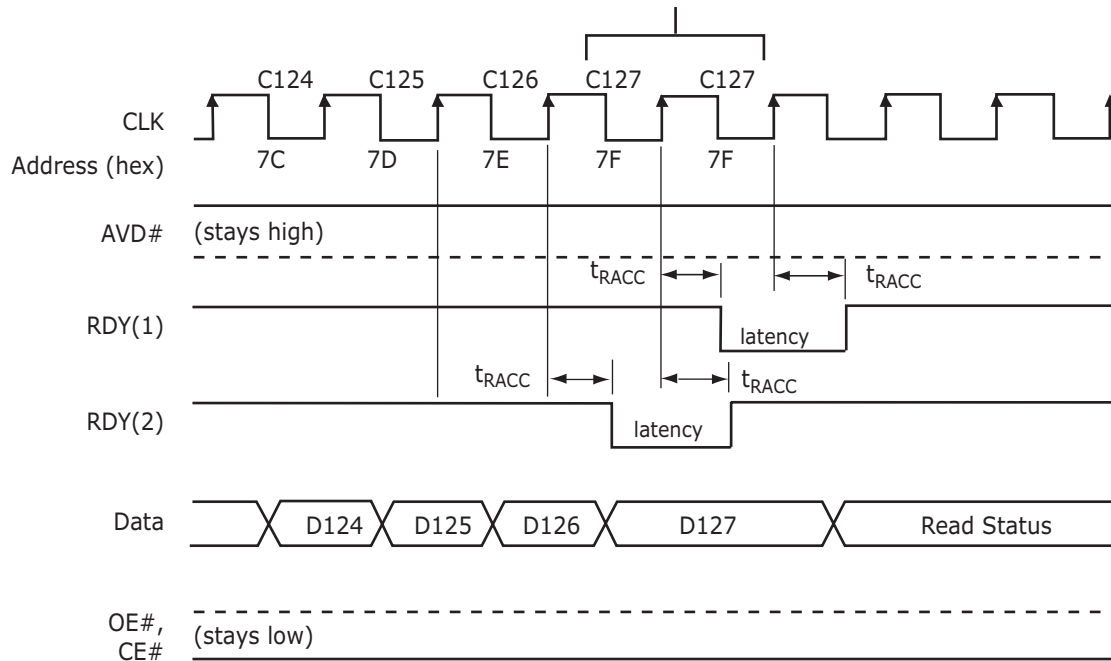 C124 C125 C126 C127 C127
CLK
Address (hex) 7C 7D 7E 7F 7F
AVD# (stays high)
tRACC tRACC
RDY(1) latency
tRACC tRACC
RDY(2) latency
Data D124 D125 D126 D127 Read Status
OE#,
CE# (stays low)